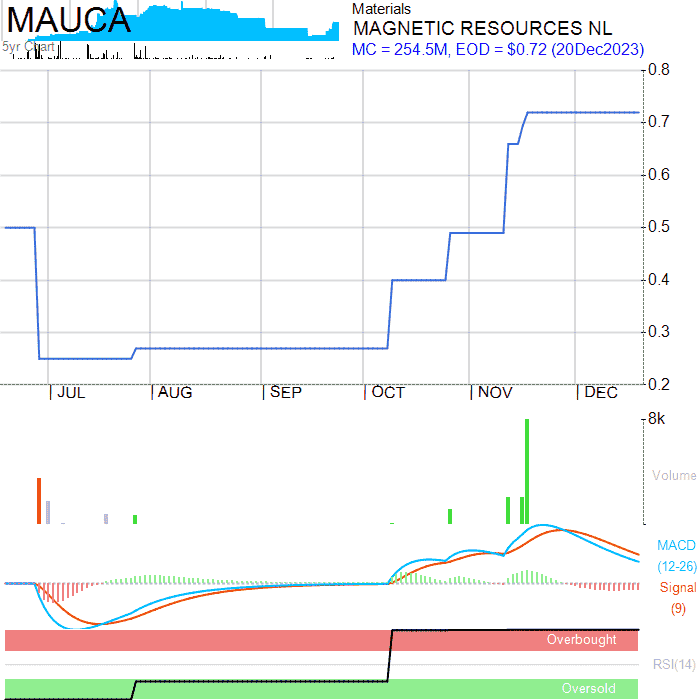 MAUCA
5yr Chart
Materials
MAGNETIC RESOURCES NL
MC = 254.5M, EOD = $0.72 (20Dec2023)
0.8
0.7
0.6
0.5
0.4
0.3
0.2
JUL AUG SEP OCT NOV DEC
8k
Volume
MACD
(12-26)
Signal
(9)
Overbought
RSI(14)
Oversold